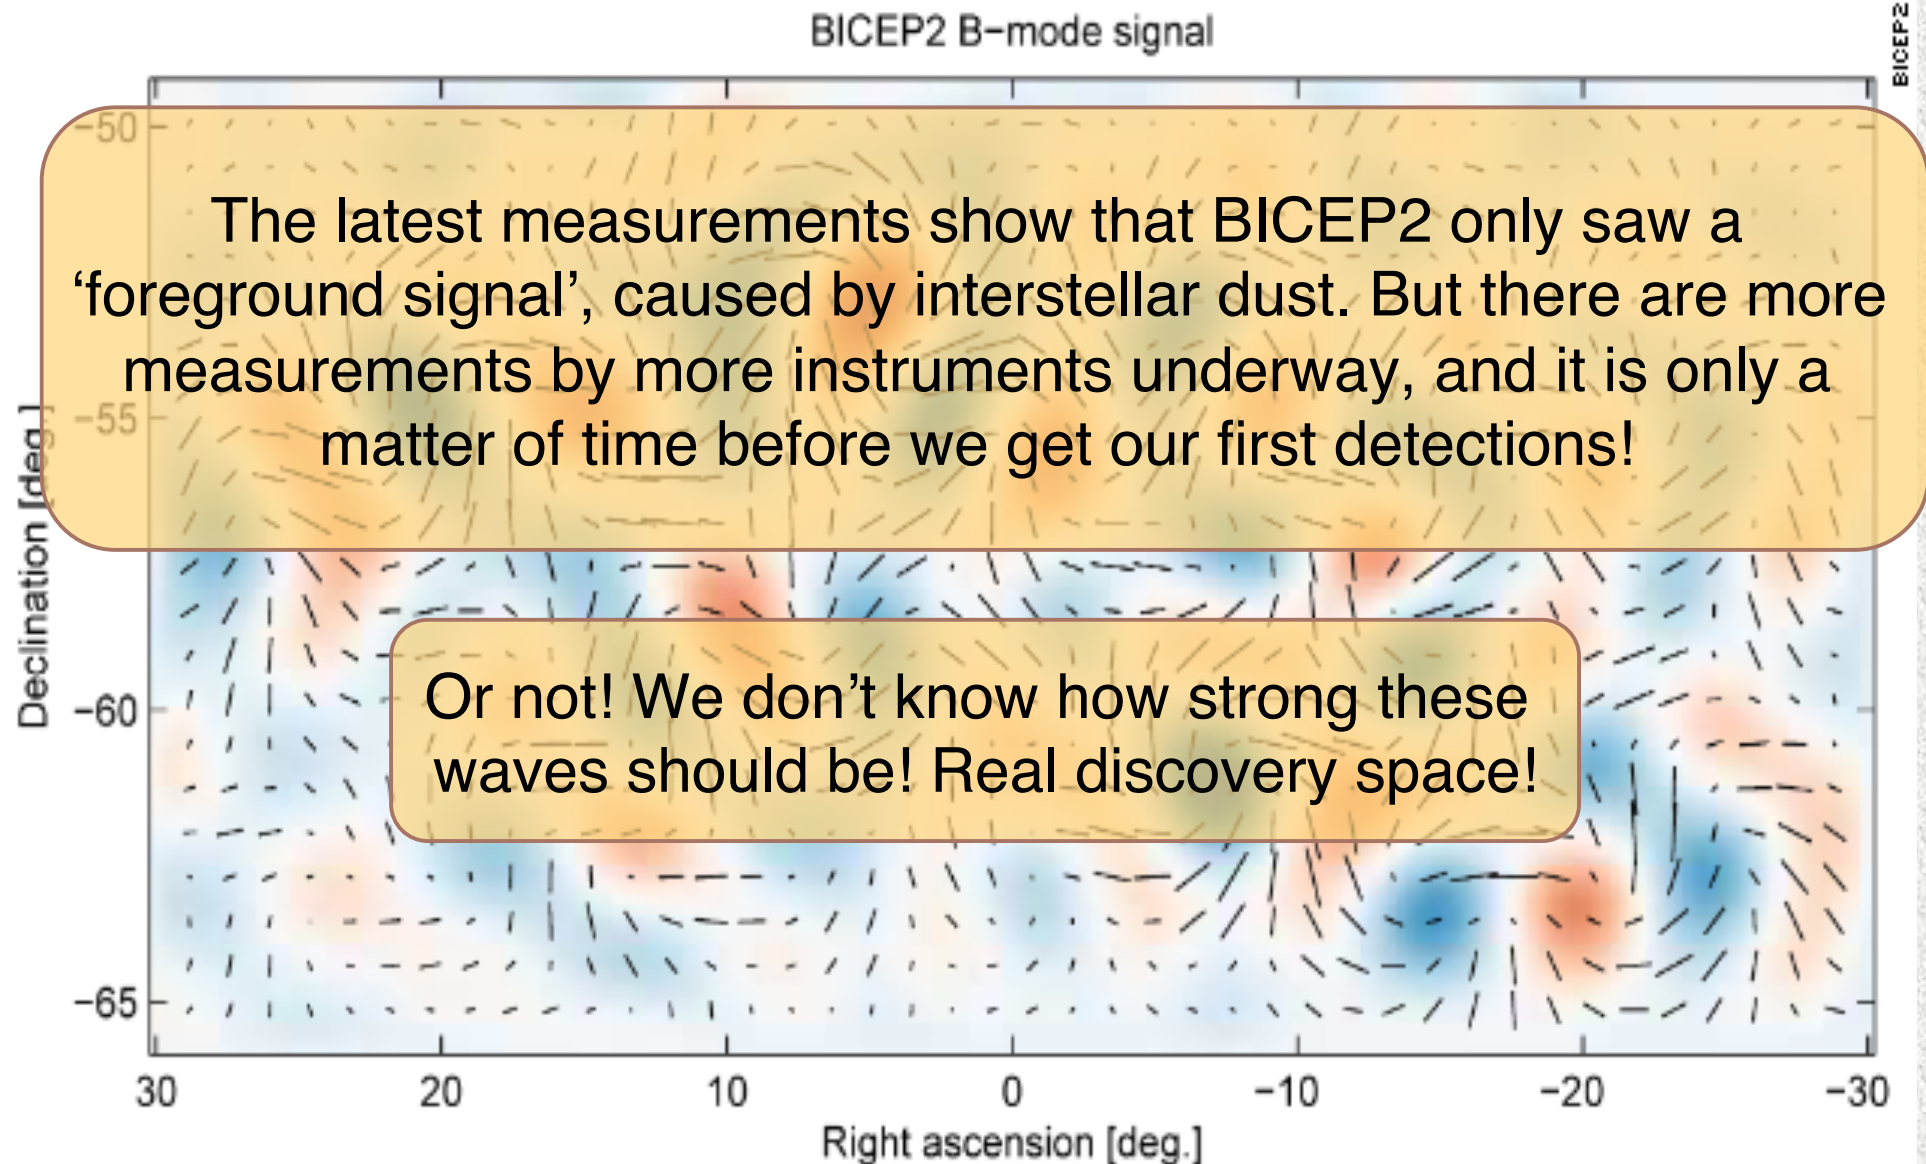 BICEP2 B−mode signal
BICEP2
−50
The latest measurements show that BICEP2 only saw a
‘foreground signal’, caused by interstellar dust. But there are more
measurements by more instruments underway, and it is only a
matter of time before we get our first detections!
−55
Declination [deg.]
Or not! We don’t know how strong these
waves should be! Real discovery space!
−60
−65
30 20 10 0 −10 −20 −30
Right ascension [deg.]